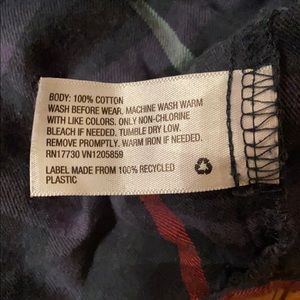 BODY: 100% COTTON
WASH BEFORE WEAR. MACHINE WASH WARM
WITH LIKE COLORS. ONLY NON-CHLORINE
BLEACH IF NEEDED. TUMBLE DRY LOW.
REMOVE PROMPTLY. WARM IRON IF NEEDED.
RN17730 VN1205859
LABEL MADE FROM 100% RECYCLED
PLASTIC